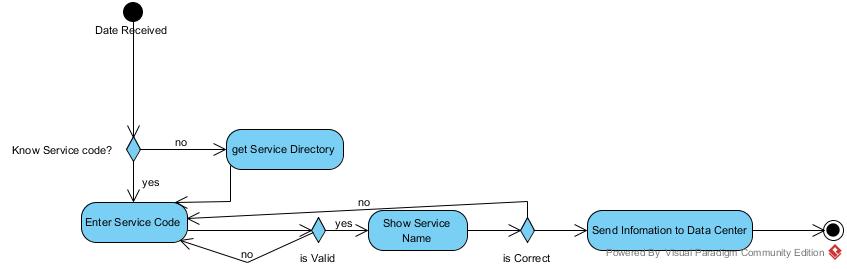 Date Received
Know Service code?
no
get Service Directory
yes
no
Enter Service Code
yes
Show Service
Name
Send Infomation to Data Center
no
is Valid
is Correct
Powered By Visual Paradigm Community Edition